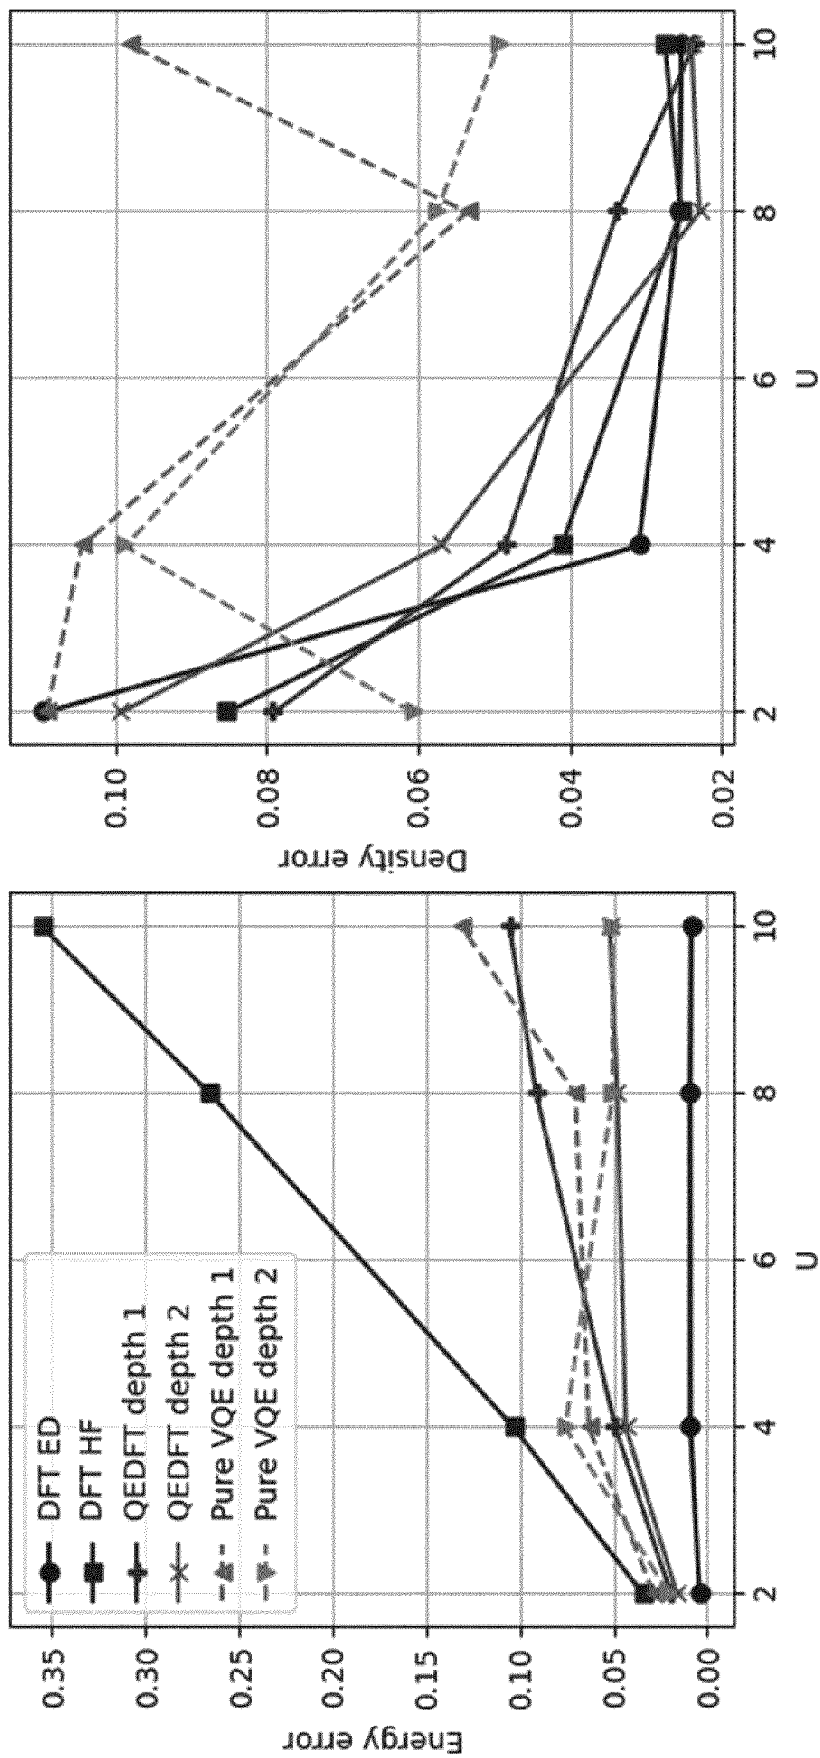 Energy error
0.35
0.30
0.25
0.20
0.15
0.10
0.05
0.00
DFT ED
DFT HF
QEDFT depth 1
QEDFT depth 2
Pure VQE depth 1
Pure VQE depth 2
2
4
6
8
10
U
Density error
0.10
0.08
0.06
0.04
0.02
2
4
6
8
10
U